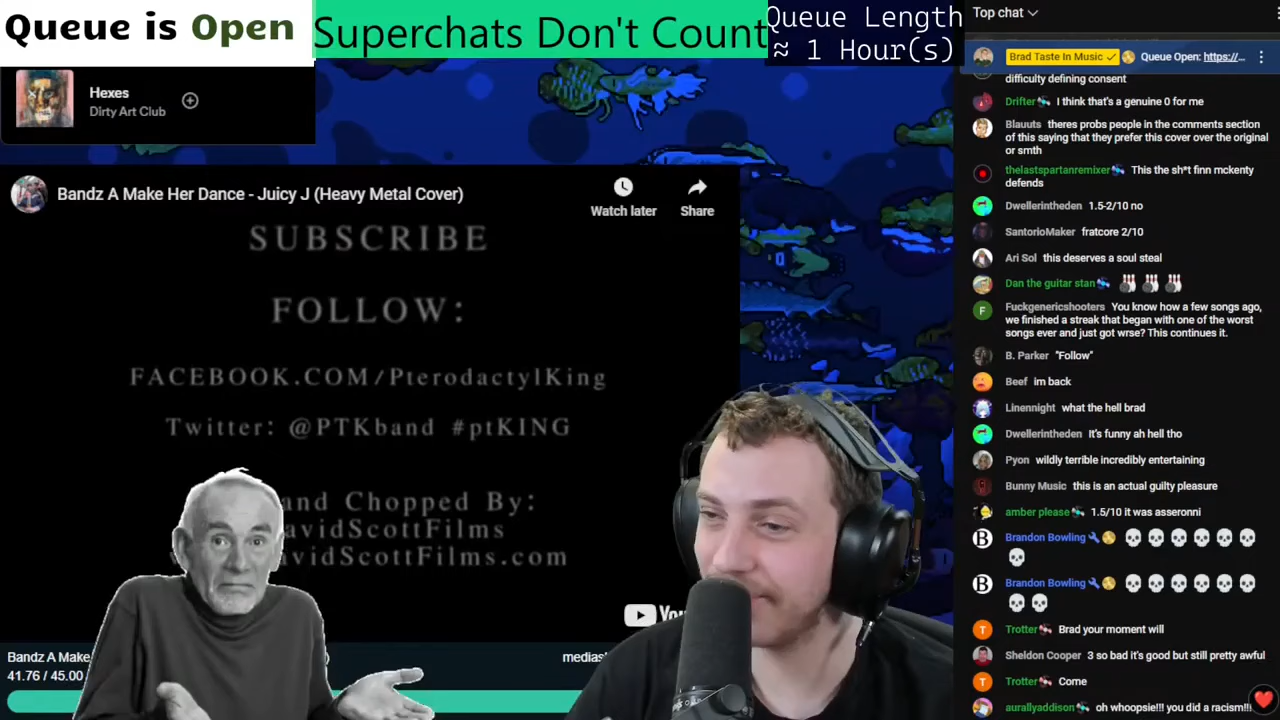 Queue is Open
Superchats Don't Count
Queue Length
≈ 1 Hour(s)
Hexes
Dirty Art Club
Bandz A Make Her Dance - Juicy J (Heavy Metal Cover)
Watch later
Share
SUBSCRIBE
FOLLOW:
FACEBOOK.COM/PterodactylKing
Twitter: @PTKband #ptKING
and Chopped By:
avidScottFilms
avidScottFilms.com
Bandz A Make
41.76 / 45.00
Top chat
Brad Taste In Music Queue Open: https://...
difficulty defining consent
Drifter I think that's a genuine 0 for me
Blauuts theres probs people in the comments section
of this saying that they prefer this cover over the original
or smth
thelastspartanremixer This the sh*t finn mckenty
defends
Dwellerintheden 1.5-2/10 no
SantorioMaker fratcore 2/10
Ari Sol this deserves a soul steal
Dan the guitar stan
F
Fuckgenericshooters You know how a few songs ago,
we finished a streak that began with one of the worst
songs ever and just got wrse? This continues it.
B. Parker "Follow"
Beef im back
Linennight what the hell brad
Dwellerintheden It's funny ah hell tho
Pyon wildly terrible incredibly entertaining
Bunny Music this is an actual guilty pleasure
amber please 1.5/10 it was asseronni
B Brandon Bowling
B Brandon Bowling
T Trotter Brad your moment will
Sheldon Cooper 3 so bad it's good but still pretty awful
T Trotter Come
aurallyaddison oh whoopsie!!! you did a racism!!!